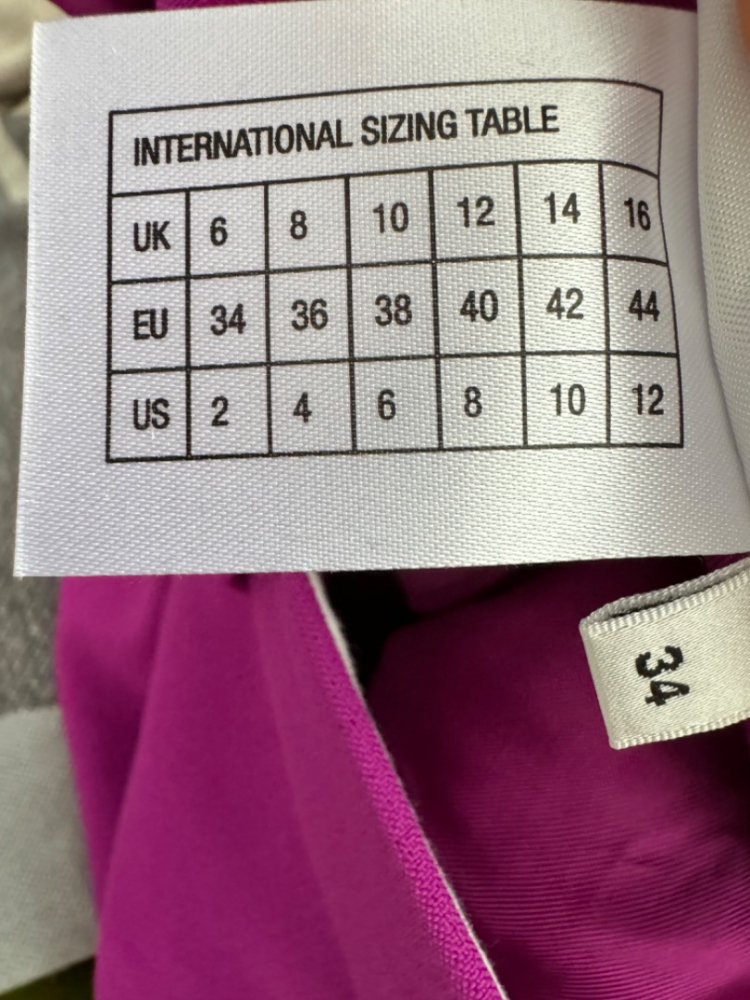 INTERNATIONAL SIZING TABLE
UK 6 8 10 12 14 16
EU 34 36 38 40 42 44
US 2 4 6 8 10 12
34